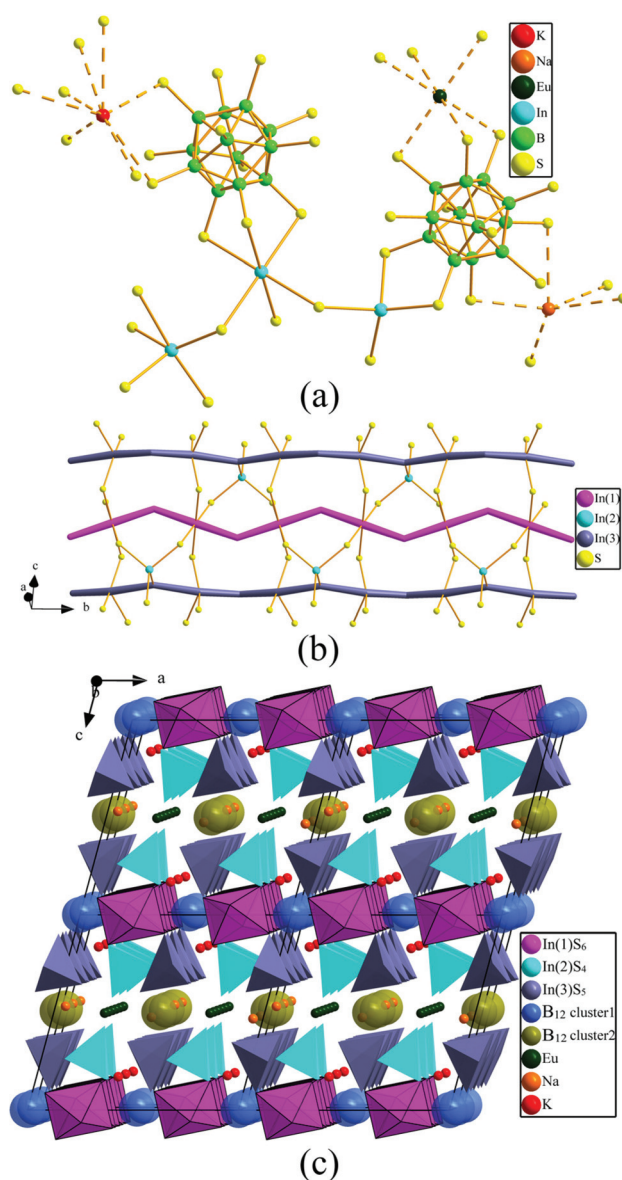 K
Na
Eu
In
B
S
(a)
In(1)
In(2)
In(3)
S
c
a
b
(b)
a
b
c
In(1)S₆
In(2)S₄
In(3)S₅
B₁₂ cluster1
B₁₂ cluster2
Eu
Na
K
(c)